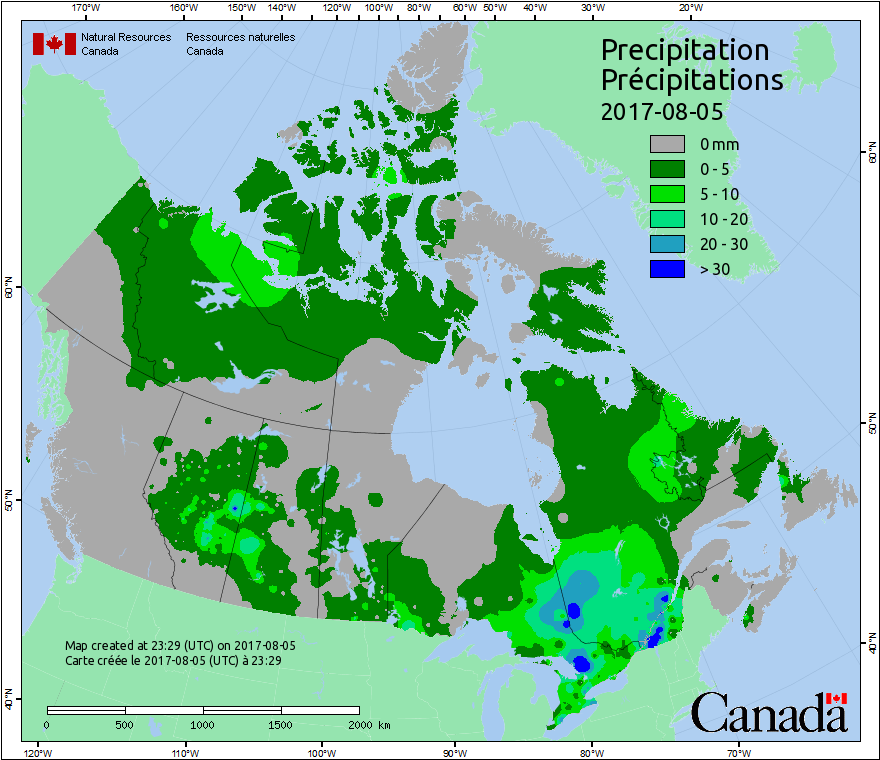 170°W 160°W 150°W 140°W 130°W 120°W 110°W 100°W 90°W 80°W 60°W 50°W 40°W 30°W 20°W
Natural Resources Canada
Ressources naturelles Canada
Precipitation
Précipitations
2017-08-05
0 mm
0 - 5
5 - 10
10 - 20
20 - 30
> 30
60°N
50°N
40°N
60°N
50°N
40°N
Map created at 23:29 (UTC) on 2017-08-05
Carte créée le 2017-08-05 (UTC) à 23:29
0 500 1000 1500 2000 km
Canada
120°W 110°W 100°W 90°W 80°W 70°W